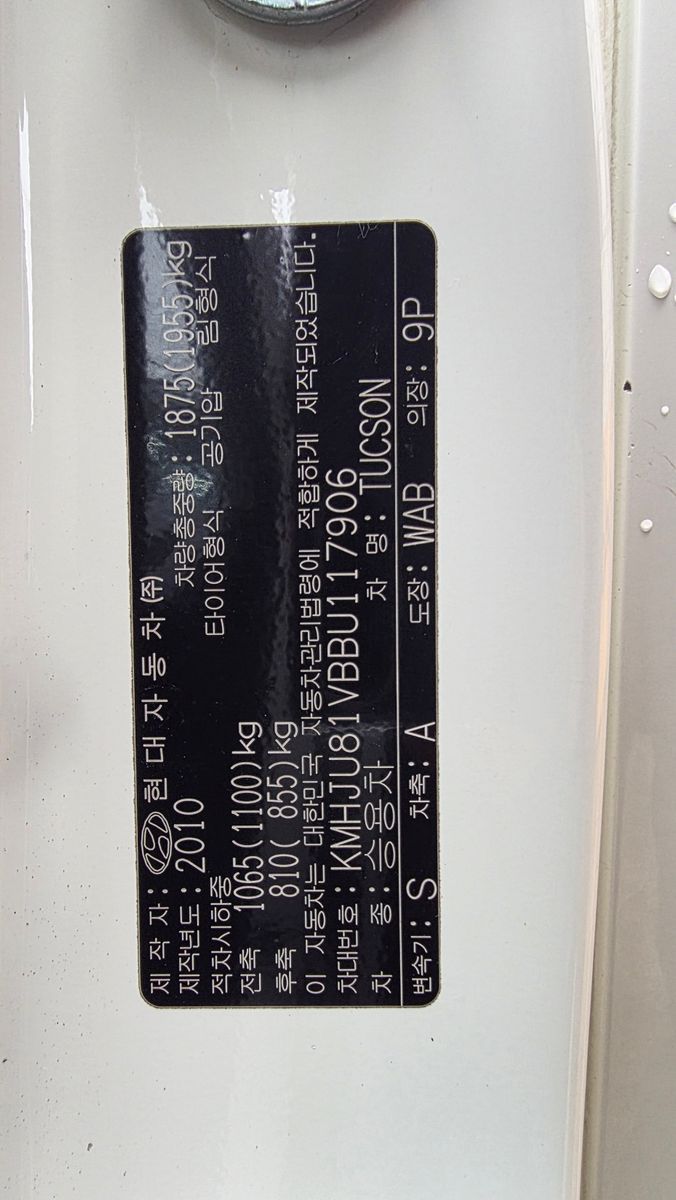 제 작 자 : 현 대 자 동 차 (주)
제작년도 : 2010 차량총중량 : 1875(1955)kg
적차시하중 타이어형식 공기압 림형식
전축 1065(1100)kg
후축 810( 855)kg
이 자동차는 대한민국 자동차관리법령에 적합하게 제작되었습니다.
차대번호 : KMHJU81VBBU117906
차 종 : 승용차 차 명 : TUCSON
변속기 : S 차축 : A 도장 : WAB 의장 : 9P